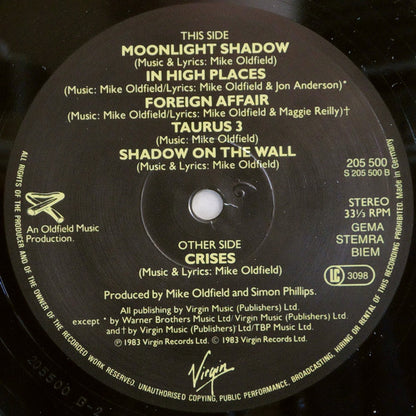 THIS SIDE
MOONLIGHT SHADOW
(Music & Lyrics: Mike Oldfield)
IN HIGH PLACES
(Music: Mike Oldfield/Lyrics: Mike Oldfield & Jon Anderson)*
FOREIGN AFFAIR
(Music: Mike Oldfield/Lyrics: Mike Oldfield & Maggie Reilly)†
TAURUS 3
(Music: Mike Oldfield)
SHADOW ON THE WALL
(Music & Lyrics: Mike Oldfield)
205 500
S 205 500 B
STEREO
33⅓ RPM
GEMA
STEMRA
BIEM
LC 3098
An Oldfield Music
Production.
OTHER SIDE
CRISES
(Music & Lyrics: Mike Oldfield)
Produced by Mike Oldfield and Simon Phillips.
All publishing by Virgin Music (Publishers) Ltd.
except * by Warner Brothers Music Ltd/Virgin Music (Publishers) Ltd.
and † by Virgin Music (Publishers) Ltd/TBP Music Ltd.
℗ 1983 Virgin Records Ltd. © 1983 Virgin Records Ltd.
Virgin
ALL RIGHTS OF THE PRODUCER AND OF THE OWNER OF THE RECORDED WORK RESERVED. UNAUTHORISED COPYING, PUBLIC PERFORMANCE, BROADCASTING, HIRING OR RENTAL OF THIS RECORDING PROHIBITED. Made in Germany